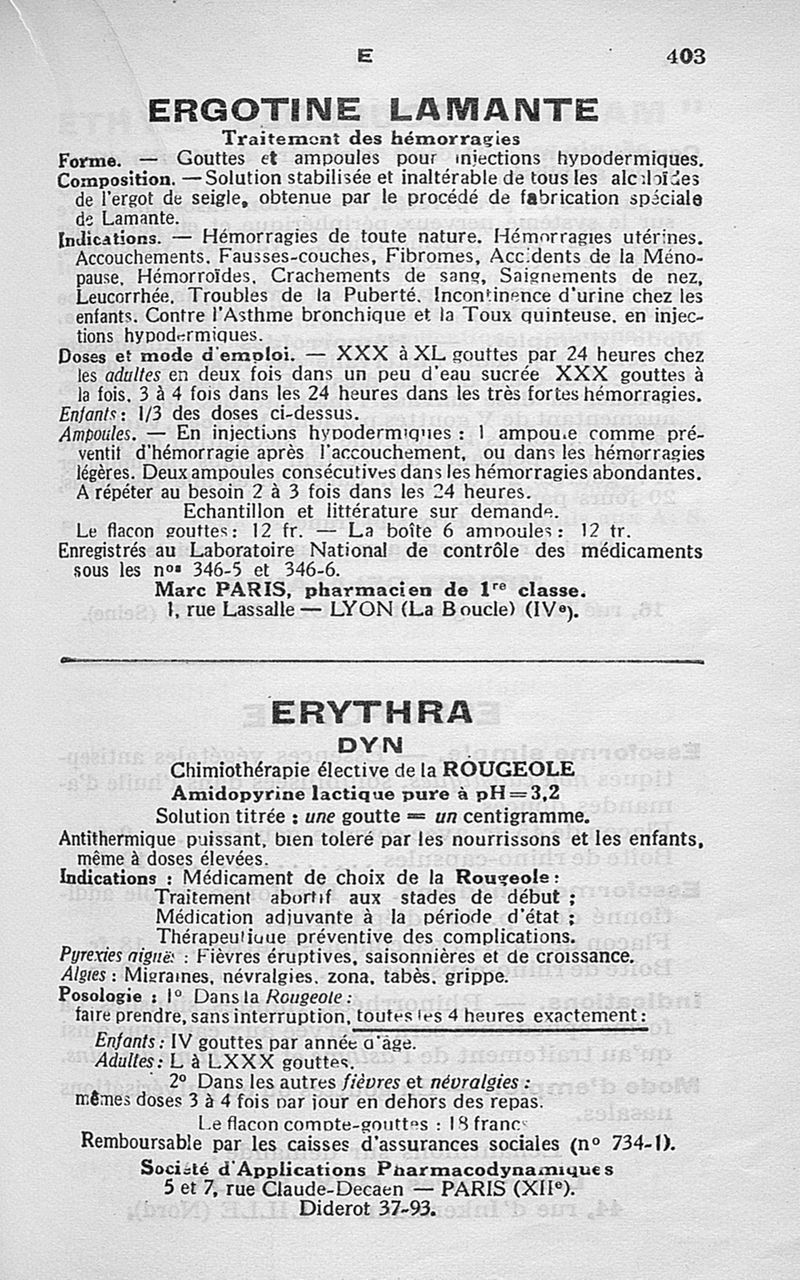 E 403
ERGOTINE LAMANTE
Traitement des hémorragies
Forme. — Gouttes et ampoules pour injections hypodermiques.
Composition. — Solution stabilisée et inaltérable de tous les alcaloïdes
de l'ergot de seigle, obtenue par le procédé de fabrication spéciale
de Lamante.
Indications. — Hémorragies de toute nature. Hémorragies utérines.
Accouchements. Fausses-couches, Fibromes, Accidents de la Méno-
pause, Hémorroïdes, Crachements de sang, Saignements de nez,
Leucorrhée, Troubles de la Puberté. Incontinence d'urine chez les
enfants. Contre l'Asthme bronchique et la Toux quinteuse, en injec-
tions hypodermiques.
Doses et mode d'emploi. — XXX à XL gouttes par 24 heures chez
les adultes en deux fois dans un peu d'eau sucrée XXX gouttes à
la fois, 3 à 4 fois dans les 24 heures dans les très fortes hémorragies.
Enfants : 1/3 des doses ci-dessus.
Ampoules. — En injections hypodermiques : 1 ampoule comme pré-
ventif d'hémorragie après l'accouchement, ou dans les hémorragies
légères. Deux ampoules consécutives dans les hémorragies abondantes.
A répéter au besoin 2 à 3 fois dans les 24 heures.
Echantillon et littérature sur demande.
Le flacon gouttes : 12 fr. — La boîte 6 ampoules : 12 fr.
Enregistrés au Laboratoire National de contrôle des médicaments
sous les nos 346-5 et 346-6.
Marc PARIS, pharmacien de 1re classe.
1, rue Lassalle — LYON (La Boucle) (IVe).
ERYTHRA
DYN
Chimiothérapie élective de la ROUGEOLE
Amidopyrine lactique pure à pH = 3,2
Solution titrée : une goutte = un centigramme.
Antithermique puissant, bien toleré par les nourrissons et les enfants,
même à doses élevées.
Indications : Médicament de choix de la Rougeole :
Traitement abortif aux stades de début ;
Médication adjuvante à la période d'état ;
Thérapeutique préventive des complications.
Pyrexies aiguës : Fièvres éruptives, saisonnières et de croissance.
Algies : Migraines, névralgies, zona, tabès, grippe.
Posologie : 1° Dans la Rougeole :
faire prendre, sans interruption, toutes les 4 heures exactement :
Enfants : IV gouttes par année d'âge.
Adultes : L à LXXX gouttes.
2° Dans les autres fièvres et névralgies :
mêmes doses 3 à 4 fois par jour en dehors des repas.
Le flacon compte-gouttes : 18 francs
Remboursable par les caisses d'assurances sociales (n° 734-1).
Société d'Applications Pharmacodynamiques
5 et 7, rue Claude-Decaen — PARIS (XIIe).
Diderot 37-93.